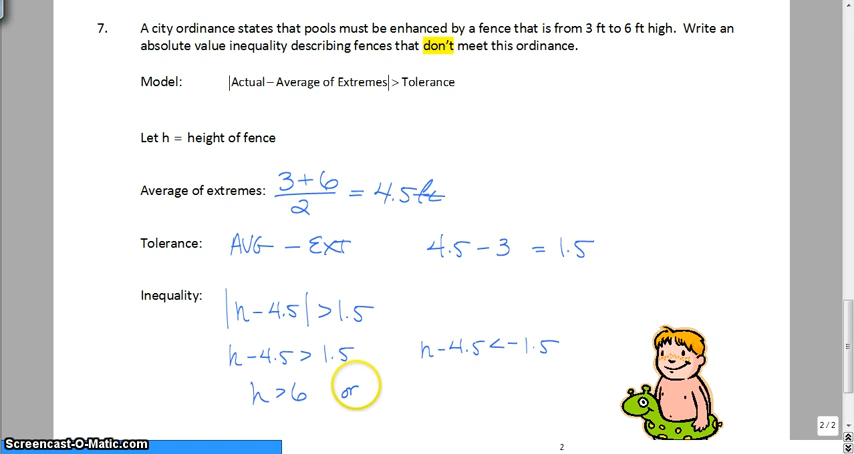 7. A city ordinance states that pools must be enhanced by a fence that is from 3 ft to 6 ft high. Write an
absolute value inequality describing fences that don't meet this ordinance.
Model: |Actual – Average of Extremes| > Tolerance
Let h = height of fence
Average of extremes: 3+6/2 = 4.5 ft
Tolerance: AVG – EXT 4.5 – 3 = 1.5
Inequality:
|h – 4.5| > 1.5
h – 4.5 > 1.5 h – 4.5 < –1.5
h > 6 or
2/2
Screencast-O-Matic.com
2